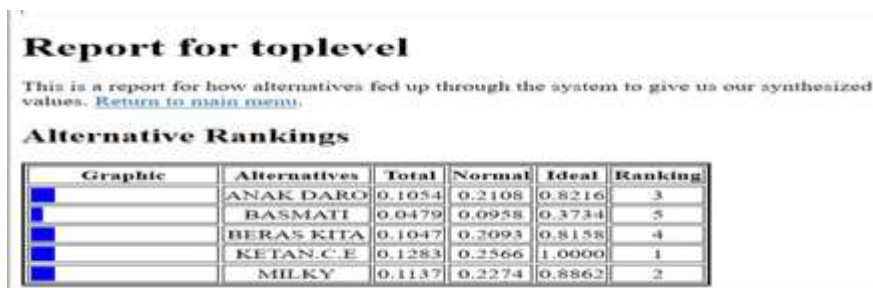 Report for toplevel
This is a report for how alternatives fed up through the system to give us our synthesized
values. Return to main menu.
Alternative Rankings
Graphic Alternatives Total Normal Ideal Ranking
ANAK DARO 0.1054 0.2108 0.8216 3
BASMATI 0.0479 0.0958 0.3734 5
BERAS KITA 0.1047 0.2093 0.8158 4
KETAN.C.E 0.1283 0.2566 1.0000 1
MILKY 0.1137 0.2274 0.8862 2